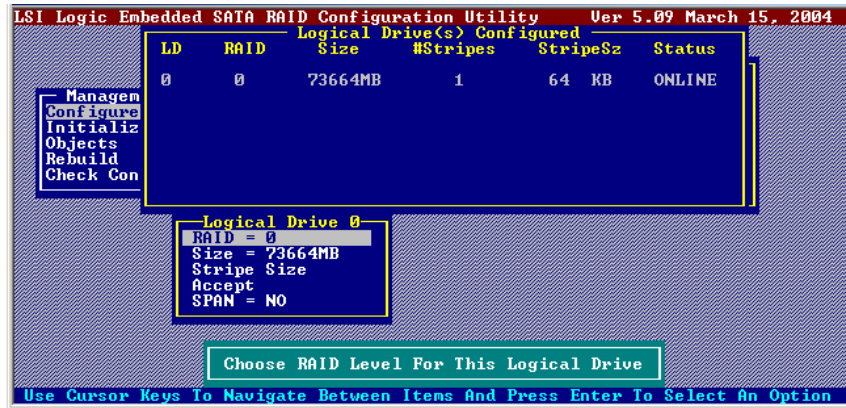 LSI Logic Embedded SATA RAID Configuration Utility Ver 5.09 March 15, 2004
Logical Drive(s) Configured
LD RAID Size #Stripes StripeSz Status
0 0 73664MB 1 64 KB ONLINE
Managem
Configure
Initializ
Objects
Rebuild
Check Con
Logical Drive 0
RAID = 0
Size = 73664MB
Stripe Size
Accept
SPAN = NO
Choose RAID Level For This Logical Drive
Use Cursor Keys To Navigate Between Items And Press Enter To Select An Option